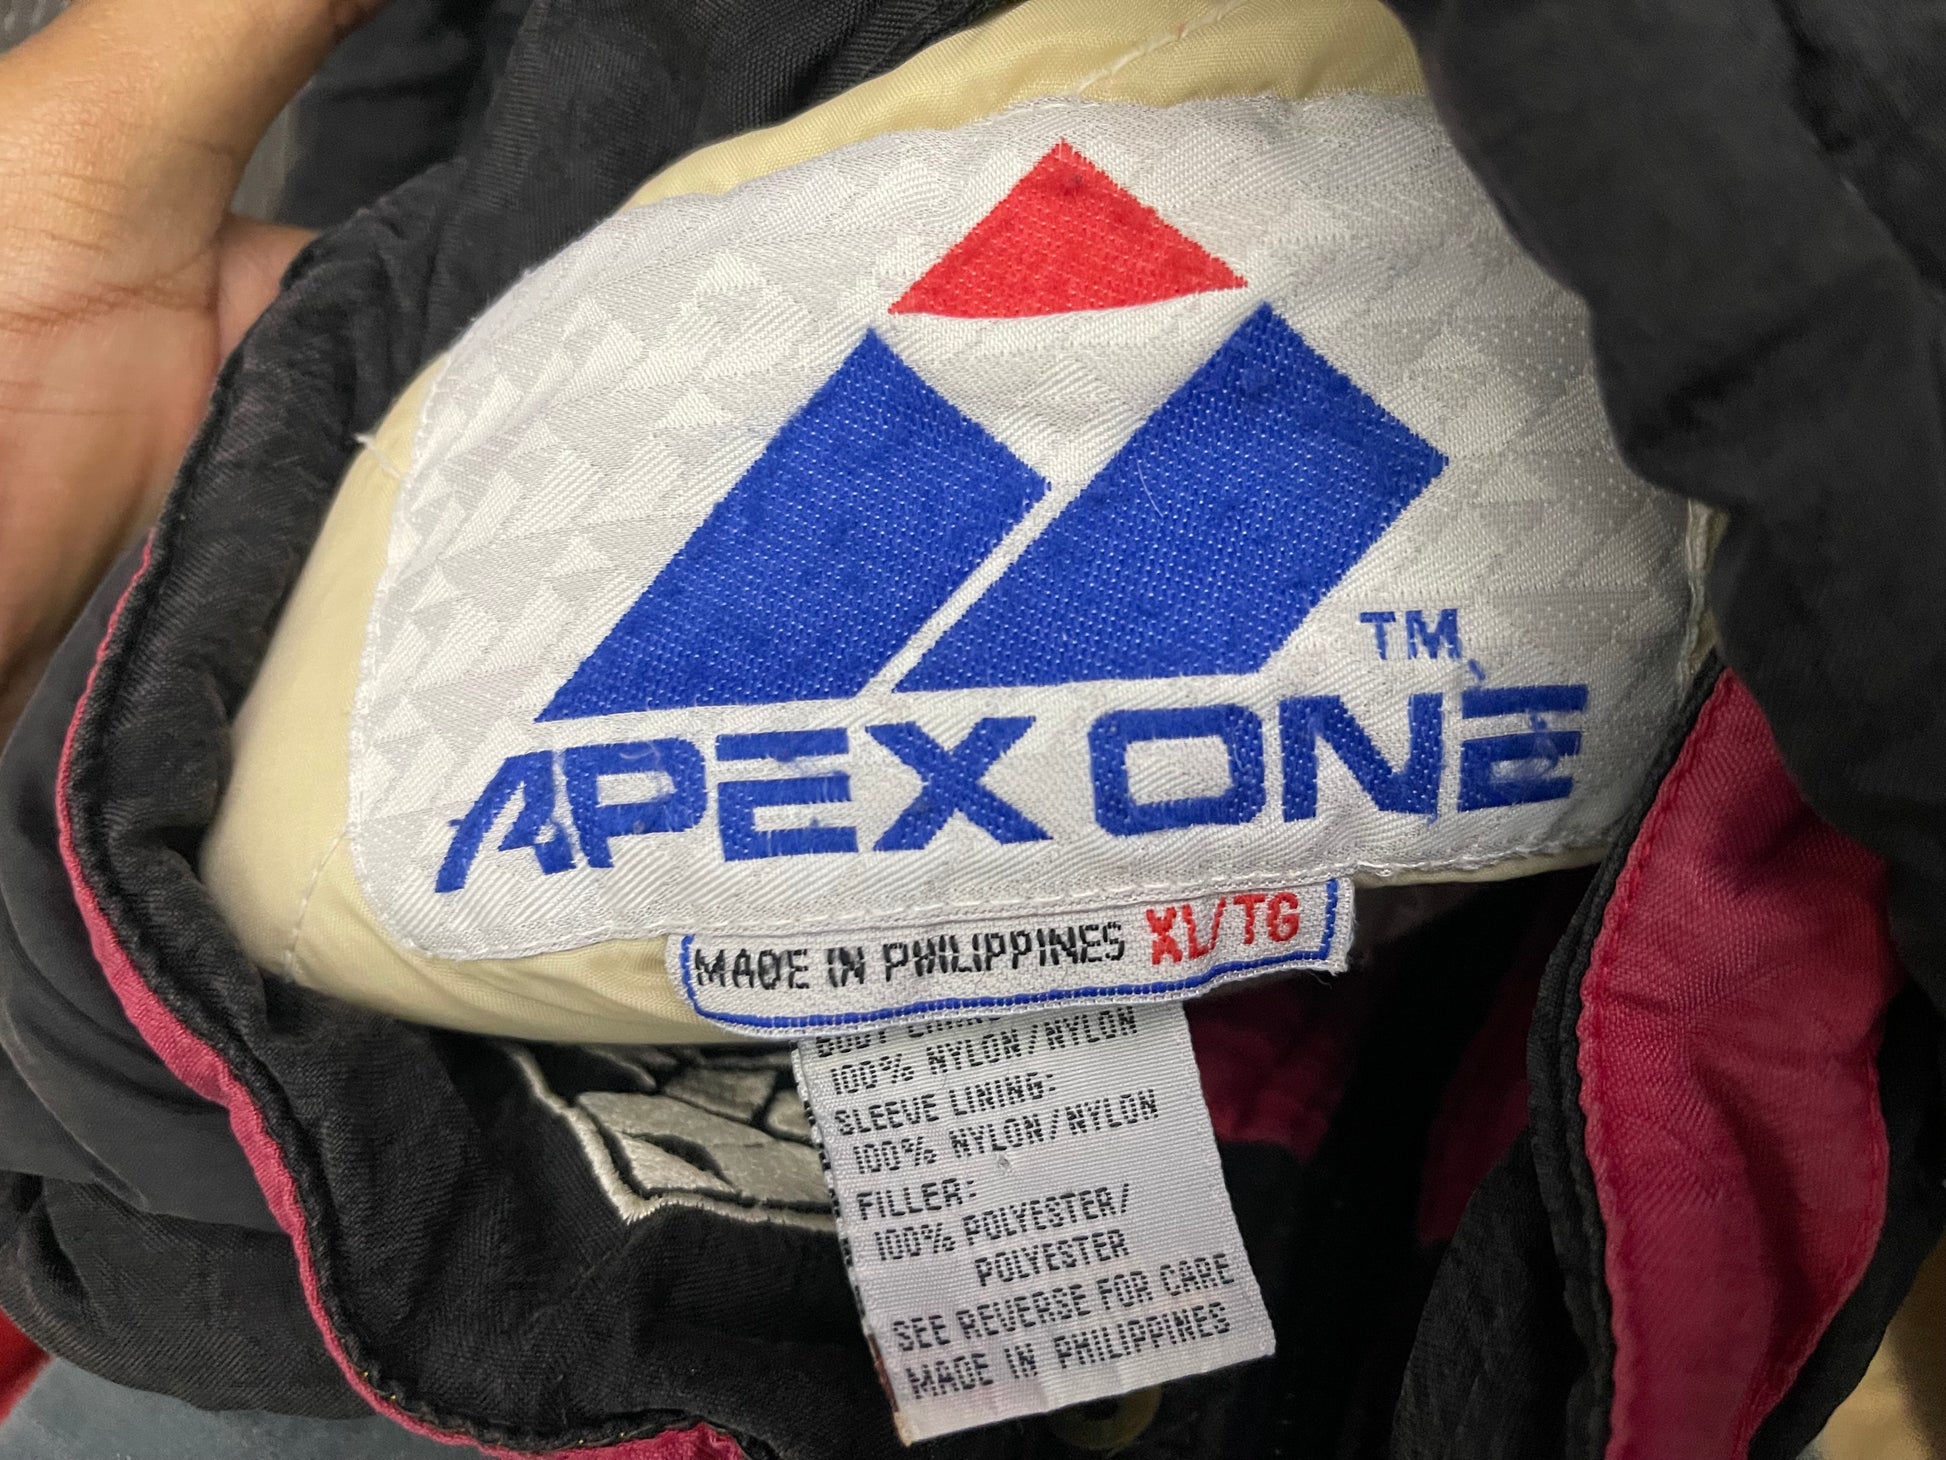 TM
APEX ONE
MADE IN PHILIPPINES XL/TG
BODY
100% NYLON/NYLON
SLEEVE LINING:
100% NYLON/NYLON
FILLER:
100% POLYESTER/
POLYESTER
SEE REVERSE FOR CARE
MADE IN PHILIPPINES